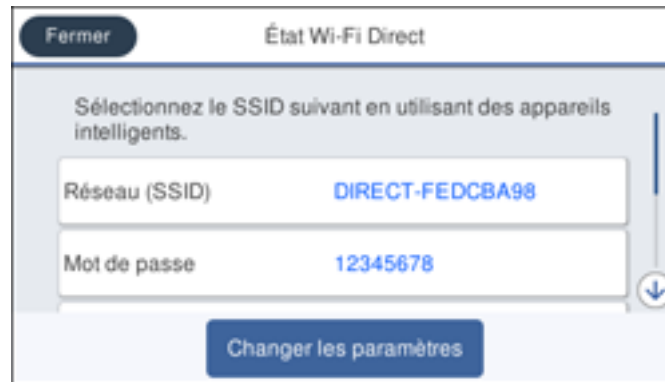 Fermer
État Wi-Fi Direct
Sélectionnez le SSID suivant en utilisant des appareils
intelligents.
Réseau (SSID) DIRECT-FEDCBA98
Mot de passe 12345678
Changer les paramètres